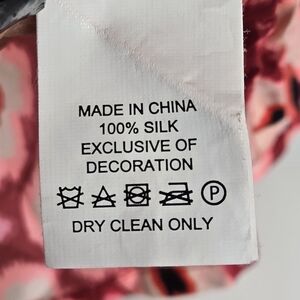 MADE IN CHINA
100% SILK
EXCLUSIVE OF
DECORATION
P
DRY CLEAN ONLY